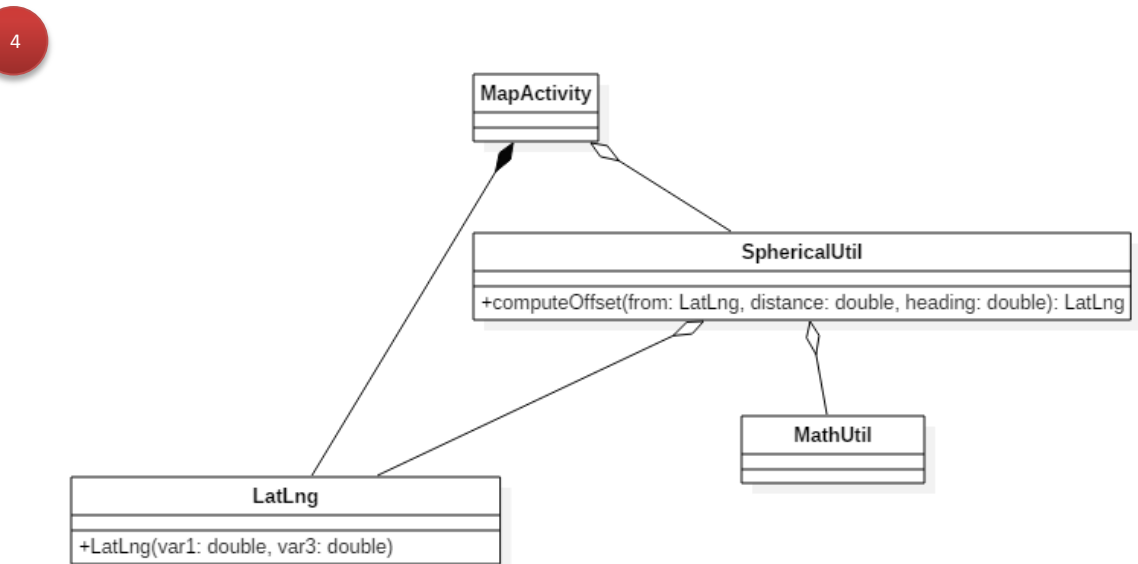 4
MapActivity
SphericalUtil
+computeOffset(from: LatLng, distance: double, heading: double): LatLng
MathUtil
LatLng
+LatLng(var1: double, var3: double)